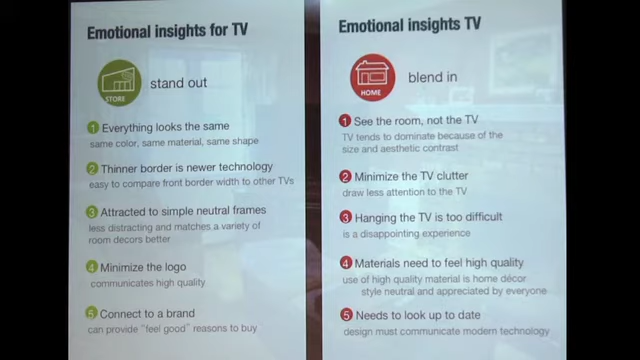 Emotional insights for TV
STORE
stand out
1 Everything looks the same
same color, same material, same shape
2 Thinner border is newer technology
easy to compare front border width to other TVs
3 Attracted to simple neutral frames
less distracting and matches a variety of
room decors better
4 Minimize the logo
communicates high quality
5 Connect to a brand
can provide "feel good" reasons to buy
Emotional insights TV
HOME
blend in
1 See the room, not the TV
TV tends to dominate because of the
size and aesthetic contrast
2 Minimize the TV clutter
draw less attention to the TV
3 Hanging the TV is too difficult
is a disappointing experience
4 Materials need to feel high quality
use of high quality material is home décor
style neutral and appreciated by everyone
5 Needs to look up to date
design must communicate modern technology